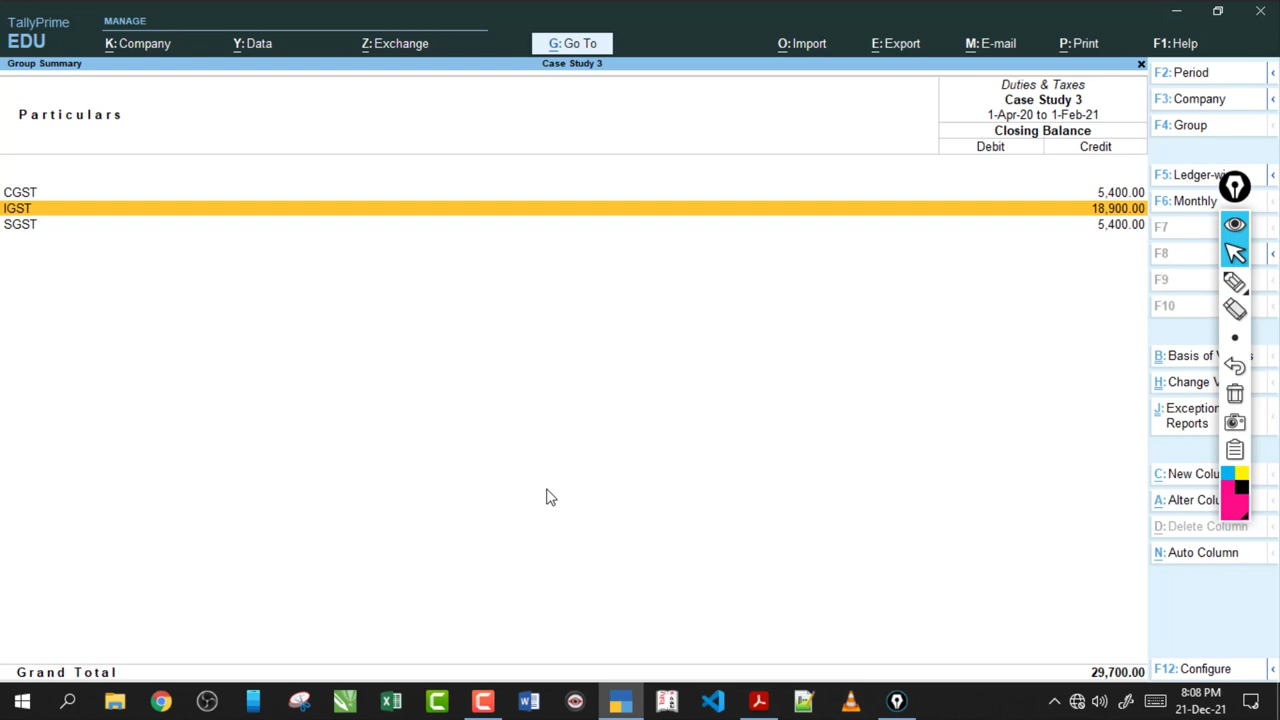 TallyPrime
EDU
MANAGE
K: Company
Y: Data
Z: Exchange
G: Go To
O: Import
E: Export
M: E-mail
P: Print
F1: Help
Group Summary
Case Study 3
Particulars
Duties & Taxes
Case Study 3
1-Apr-20 to 1-Feb-21
Closing Balance
Debit Credit
CGST 5,400.00
IGST 18,900.00
SGST 5,400.00
Grand Total 29,700.00
F2: Period
F3: Company
F4: Group
F5: Ledger-wi
F6: Monthly
F7
F8
F9
F10
B: Basis of V s
H: Change V
J: Exception
Reports
C: New Colu
A: Alter Colu
D: Delete Column
N: Auto Column
F12: Configure
8:08 PM
21-Dec-21